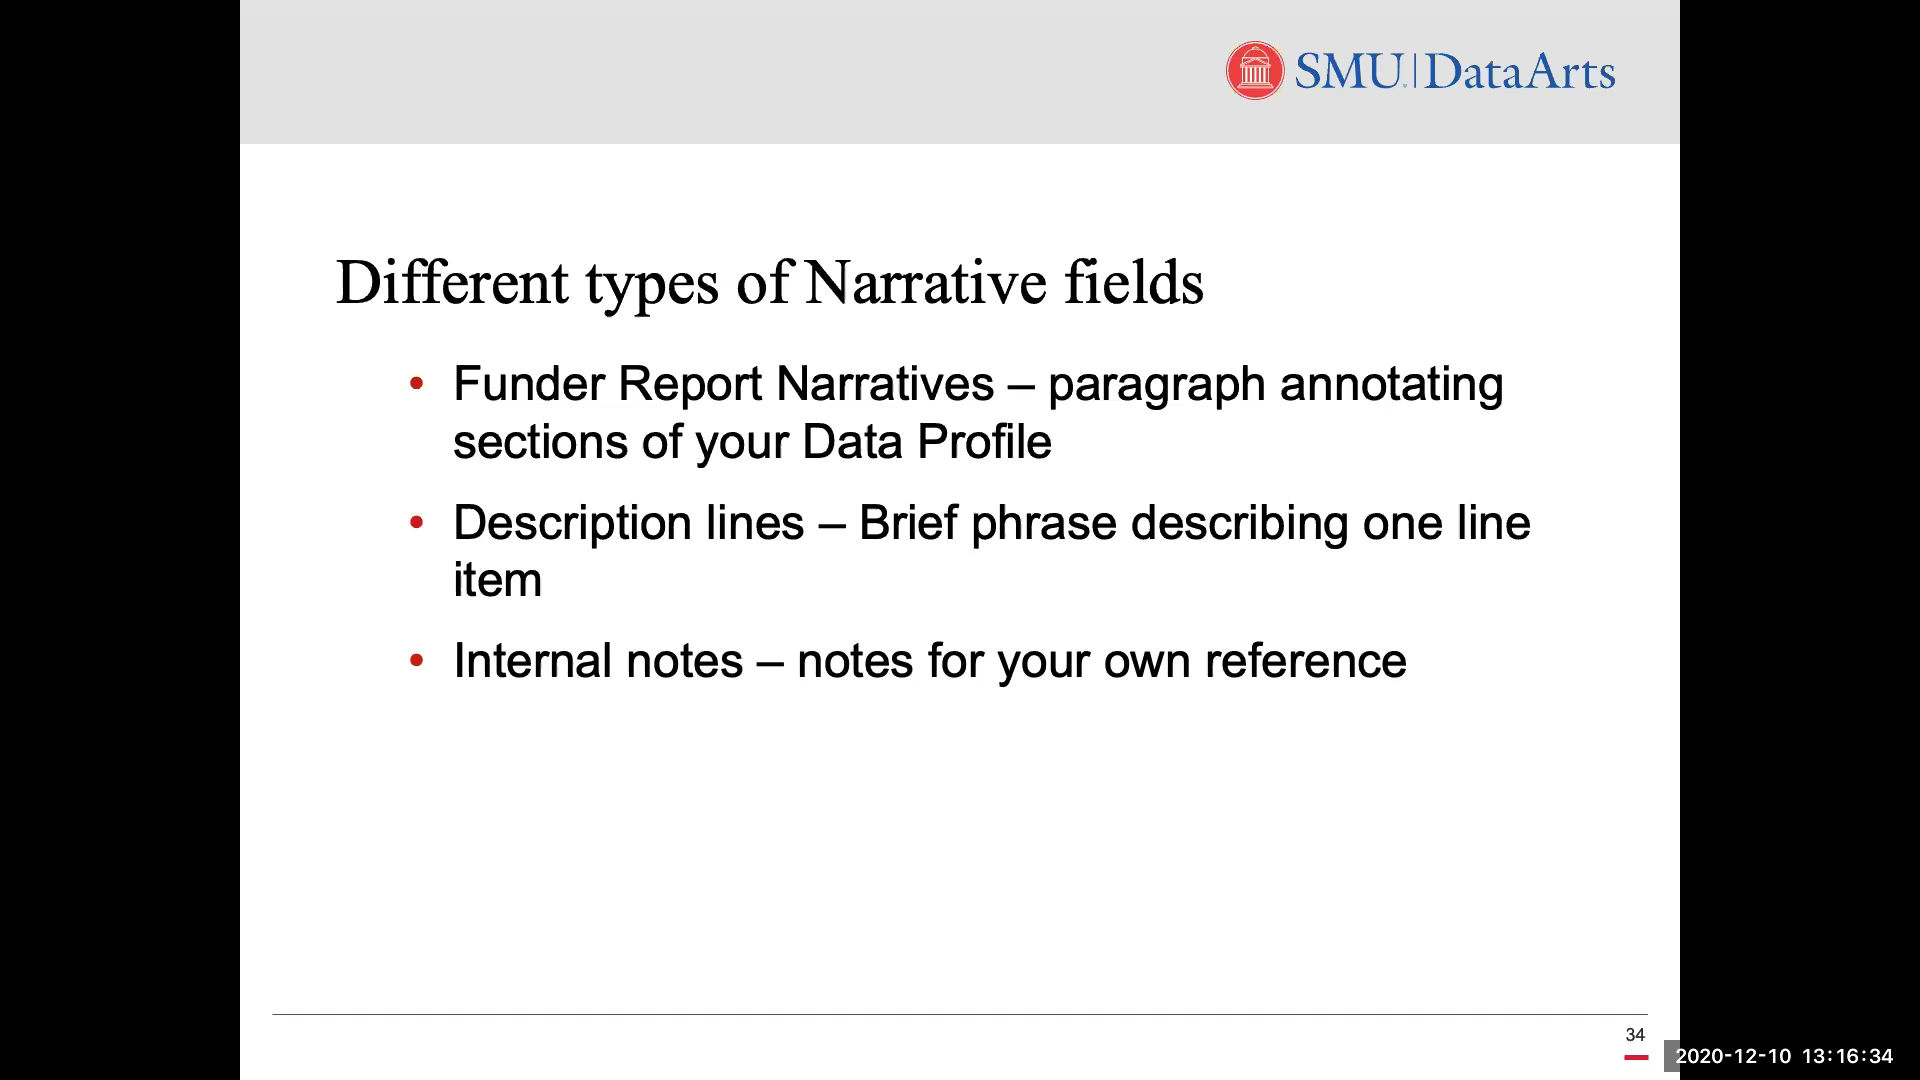 SMU. DataArts
Different types of Narrative fields
• Funder Report Narratives – paragraph annotating
sections of your Data Profile
• Description lines – Brief phrase describing one line
item
• Internal notes – notes for your own reference
34
2020-12-10 13:16:34